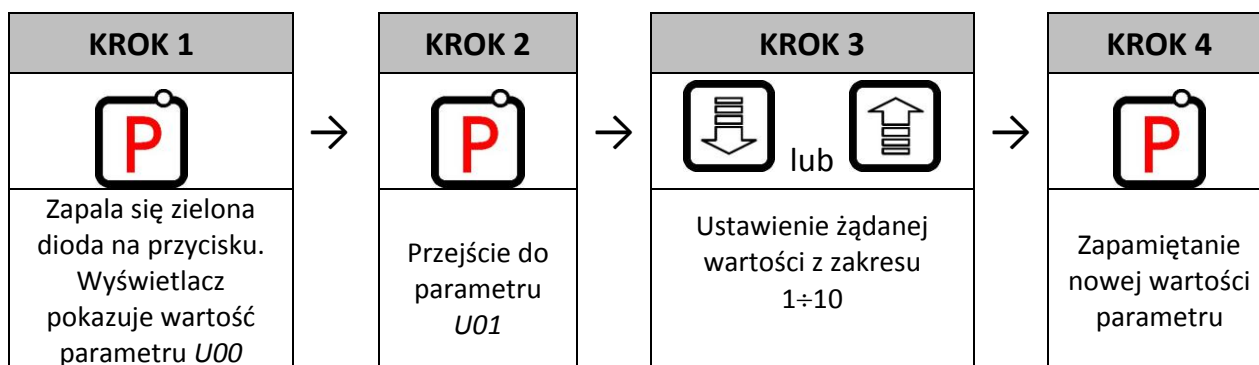 KROK 1
P
Zapala się zielona
dioda na przycisku.
Wyświetlacz
pokazuje wartość
parametru U00
→
KROK 2
P
Przejście do
parametru
U01
→
KROK 3
lub
Ustawienie żądanej
wartości z zakresu
1÷10
→
KROK 4
P
Zapamiętanie
nowej wartości
parametru